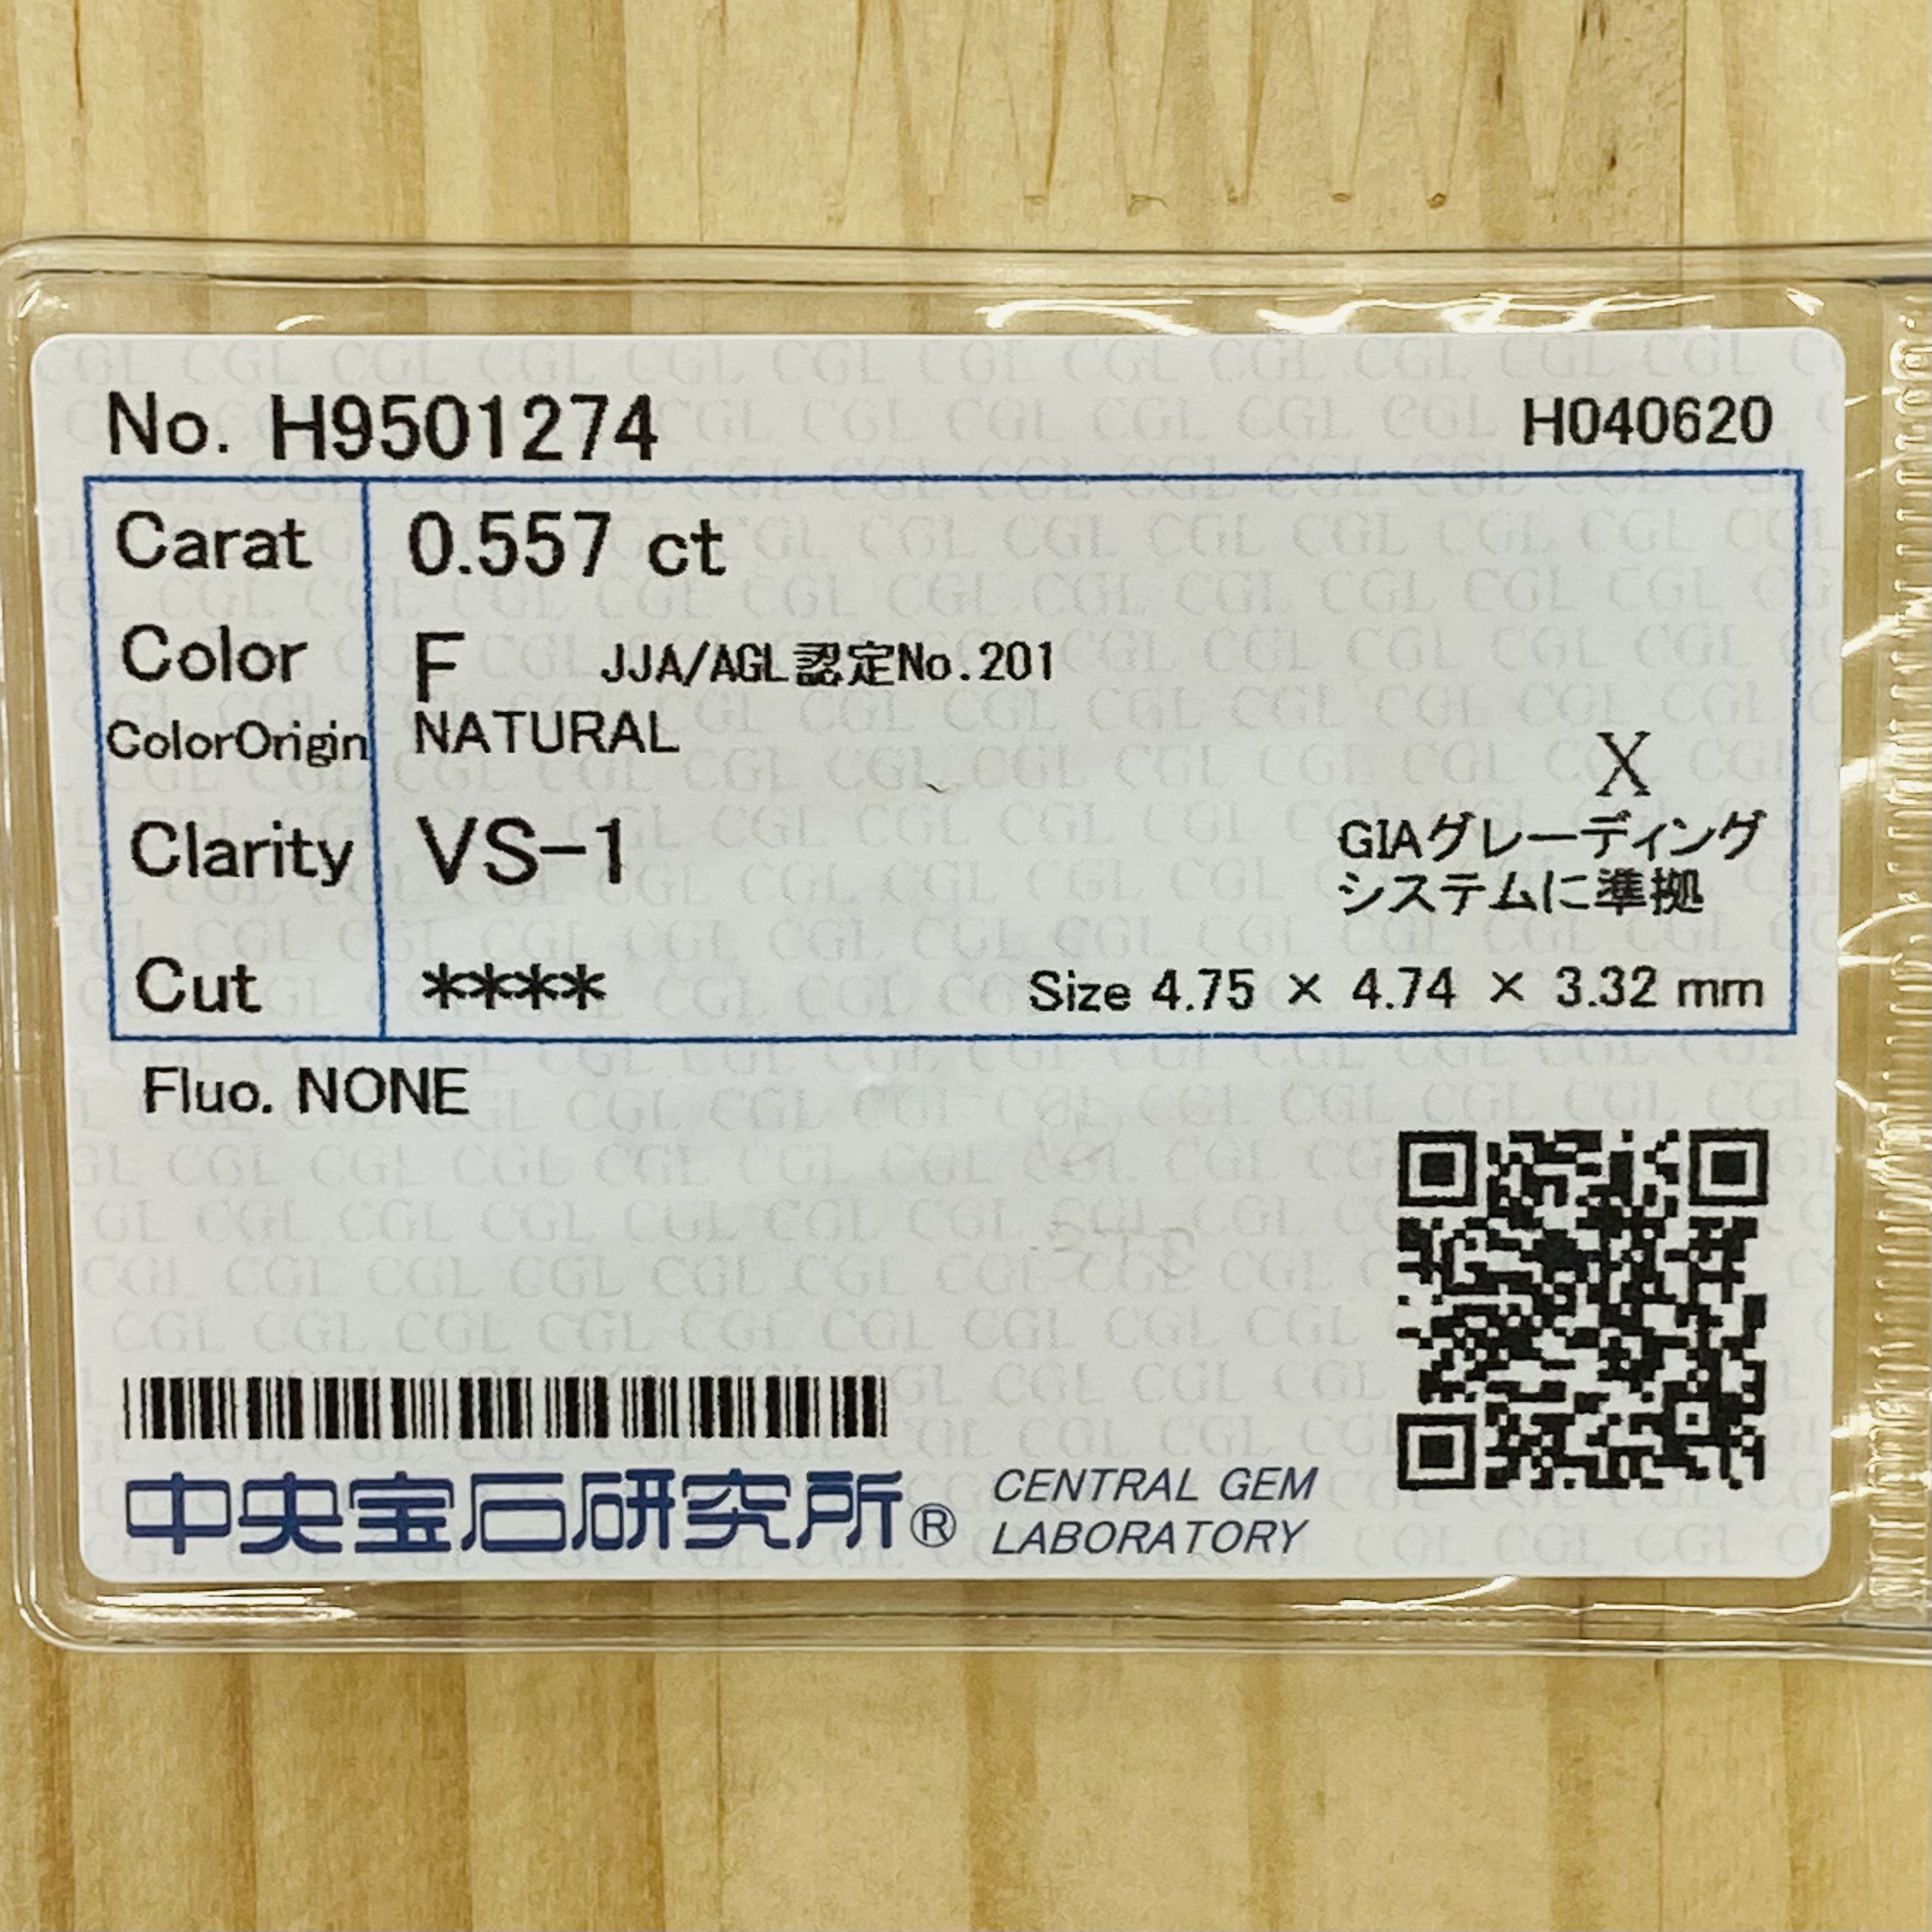 No. H9501274
H040620
Carat 0.557 ct
Color F JJA/AGL認定No.201
ColorOrigin NATURAL
X
Clarity VS-1
GIAグレーディング
システムに準拠
Cut ****
Size 4.75 × 4.74 × 3.32 mm
Fluo. NONE
中央宝石研究所®
CENTRAL GEM
LABORATORY